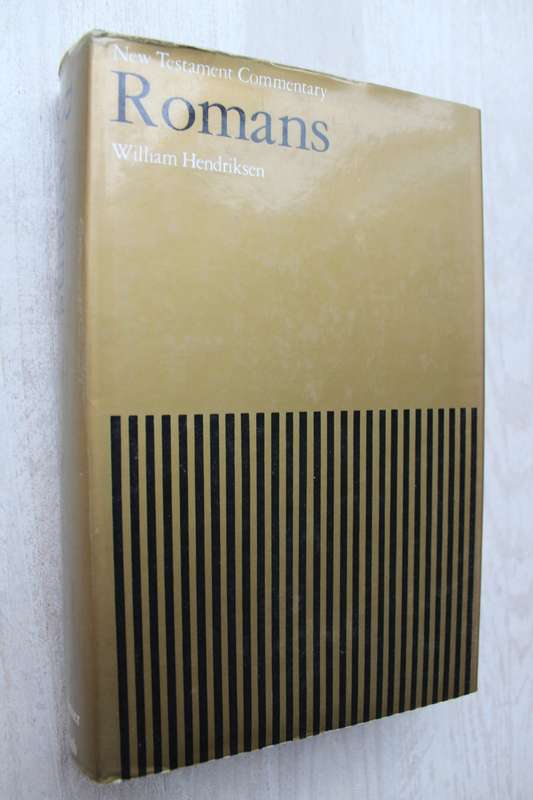 New Testament Commentary
Romans
William Hendriksen